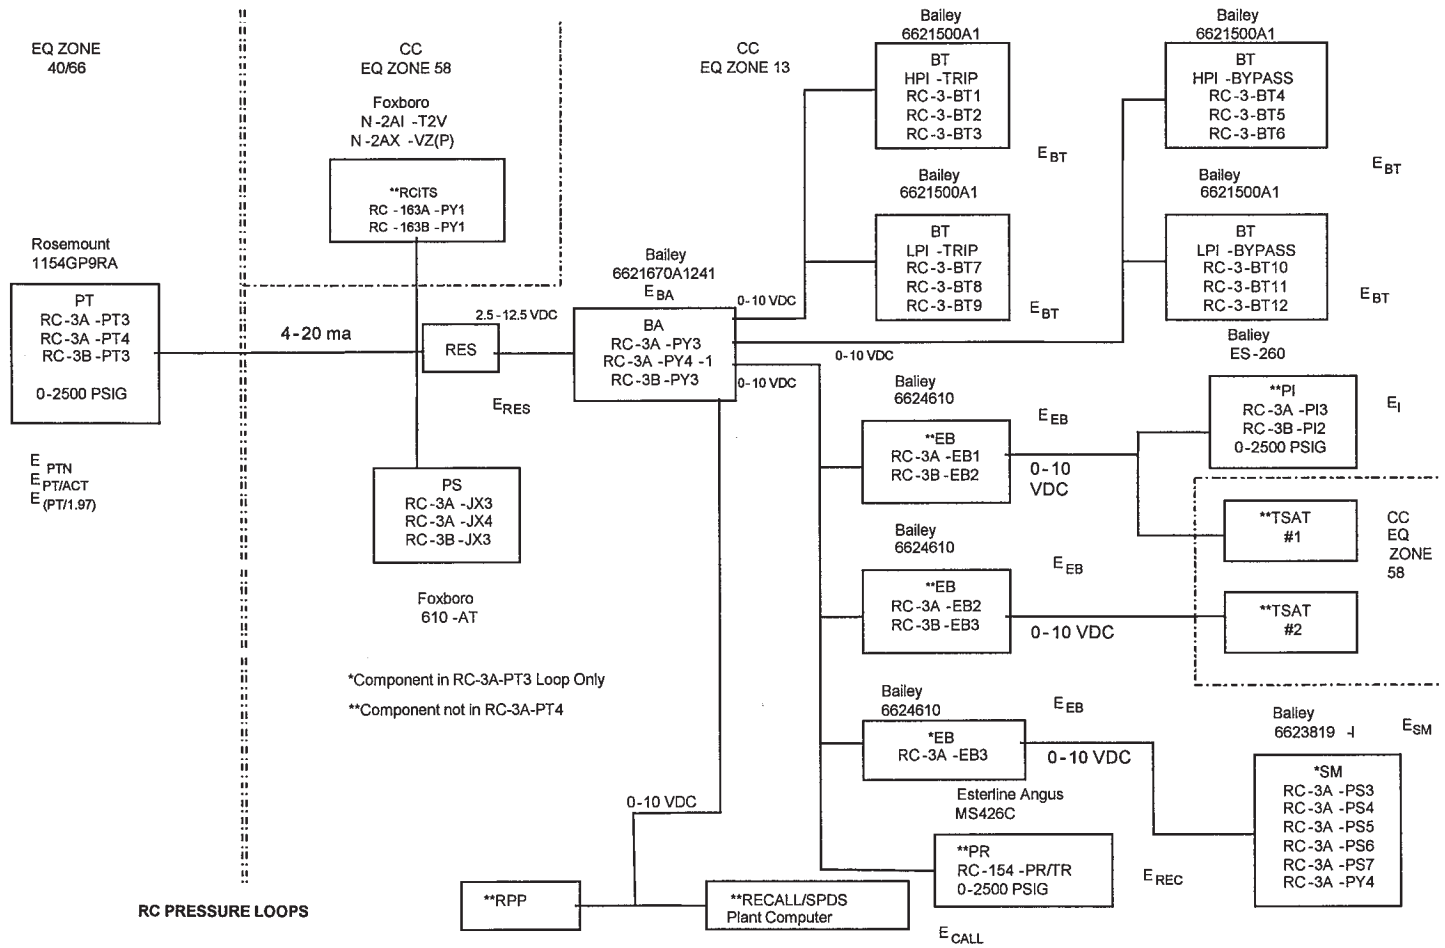 EQ ZONE
40/66
CC
EQ ZONE 58
CC
EQ ZONE 13
Foxboro
N-2AI -T2V
N-2AX -VZ(P)
**RCITS
RC -163A -PY1
RC -163B -PY1
Rosemount
1154GP9RA
PT
RC-3A -PT3
RC-3A -PT4
RC-3B -PT3
0-2500 PSIG
E PTN
E PT/ACT
E (PT/1.97)
4-20 ma
2.5-12.5 VDC
RES
E RES
PS
RC-3A -JX3
RC-3A -JX4
RC-3B -JX3
Foxboro
610 -AT
Bailey
6621670A1241
E BA
BA
RC-3A -PY3
RC-3A -PY4 -1
RC-3B -PY3
0-10 VDC
0-10 VDC
0-10 VDC
Bailey
6621500A1
BT
HPI -TRIP
RC-3-BT1
RC-3-BT2
RC-3-BT3
E BT
Bailey
6621500A1
BT
HPI -BYPASS
RC-3-BT4
RC-3-BT5
RC-3-BT6
E BT
Bailey
6621500A1
BT
LPI -TRIP
RC-3-BT7
RC-3-BT8
RC-3-BT9
E BT
Bailey
6621500A1
BT
LPI -BYPASS
RC-3-BT10
RC-3-BT11
RC-3-BT12
E BT
Baliey
6624610
**EB
RC-3A -EB1
RC-3B -EB2
E EB
0-10
VDC
Bailey
ES-260
**PI
RC-3A -PI3
RC-3B -PI2
0-2500 PSIG
E I
**TSAT
#1
CC
EQ
ZONE
58
Bailey
6624610
**EB
RC-3A -EB2
RC-3B -EB3
E EB
0-10 VDC
**TSAT
#2
*Component in RC-3A-PT3 Loop Only
**Component not in RC-3A-PT4
Bailey
6624610
*EB
RC-3A -EB3
E EB
0-10 VDC
Bailey
6623819 -I
E SM
*SM
RC-3A -PS3
RC-3A -PS4
RC-3A -PS5
RC-3A -PS6
RC-3A -PS7
RC-3A -PY4
Esterline Angus
MS426C
**PR
RC-154 -PR/TR
0-2500 PSIG
E REC
0-10 VDC
**RPP
**RECALL/SPDS
Plant Computer
E CALL
RC PRESSURE LOOPS